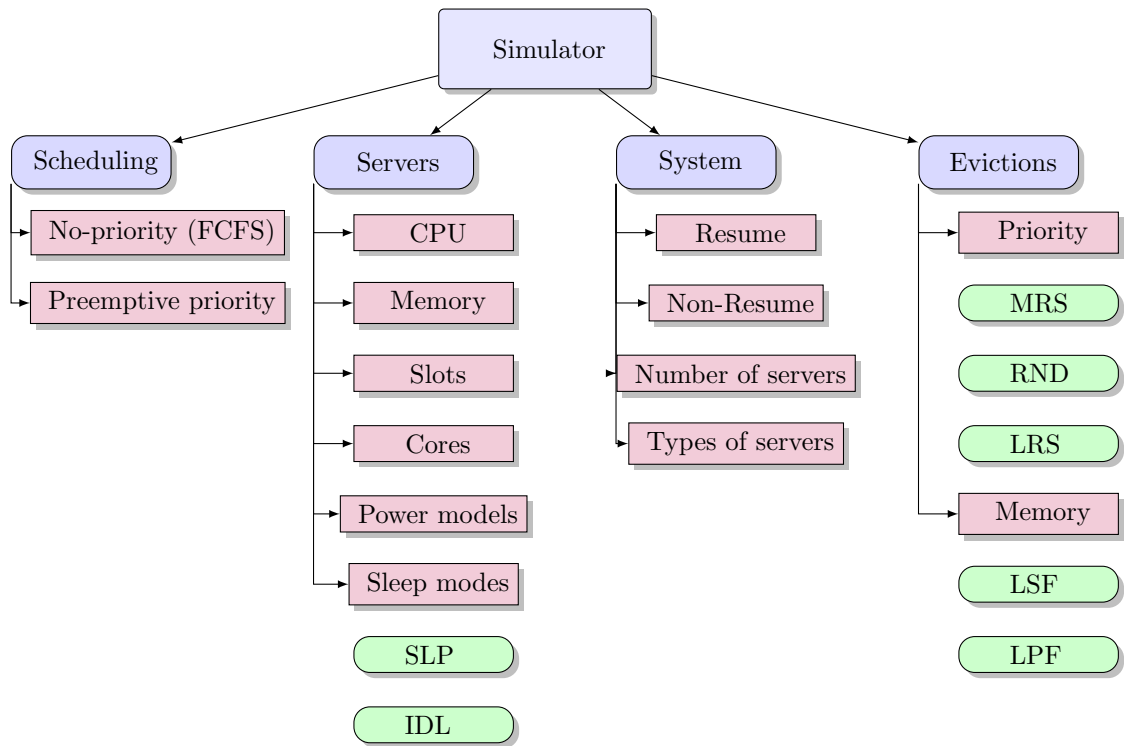 Simulator
Scheduling
No-priority (FCFS)
Preemptive priority
Servers
CPU
Memory
Slots
Cores
Power models
Sleep modes
SLP
IDL
System
Resume
Non-Resume
Number of servers
Types of servers
Evictions
Priority
MRS
RND
LRS
Memory
LSF
LPF